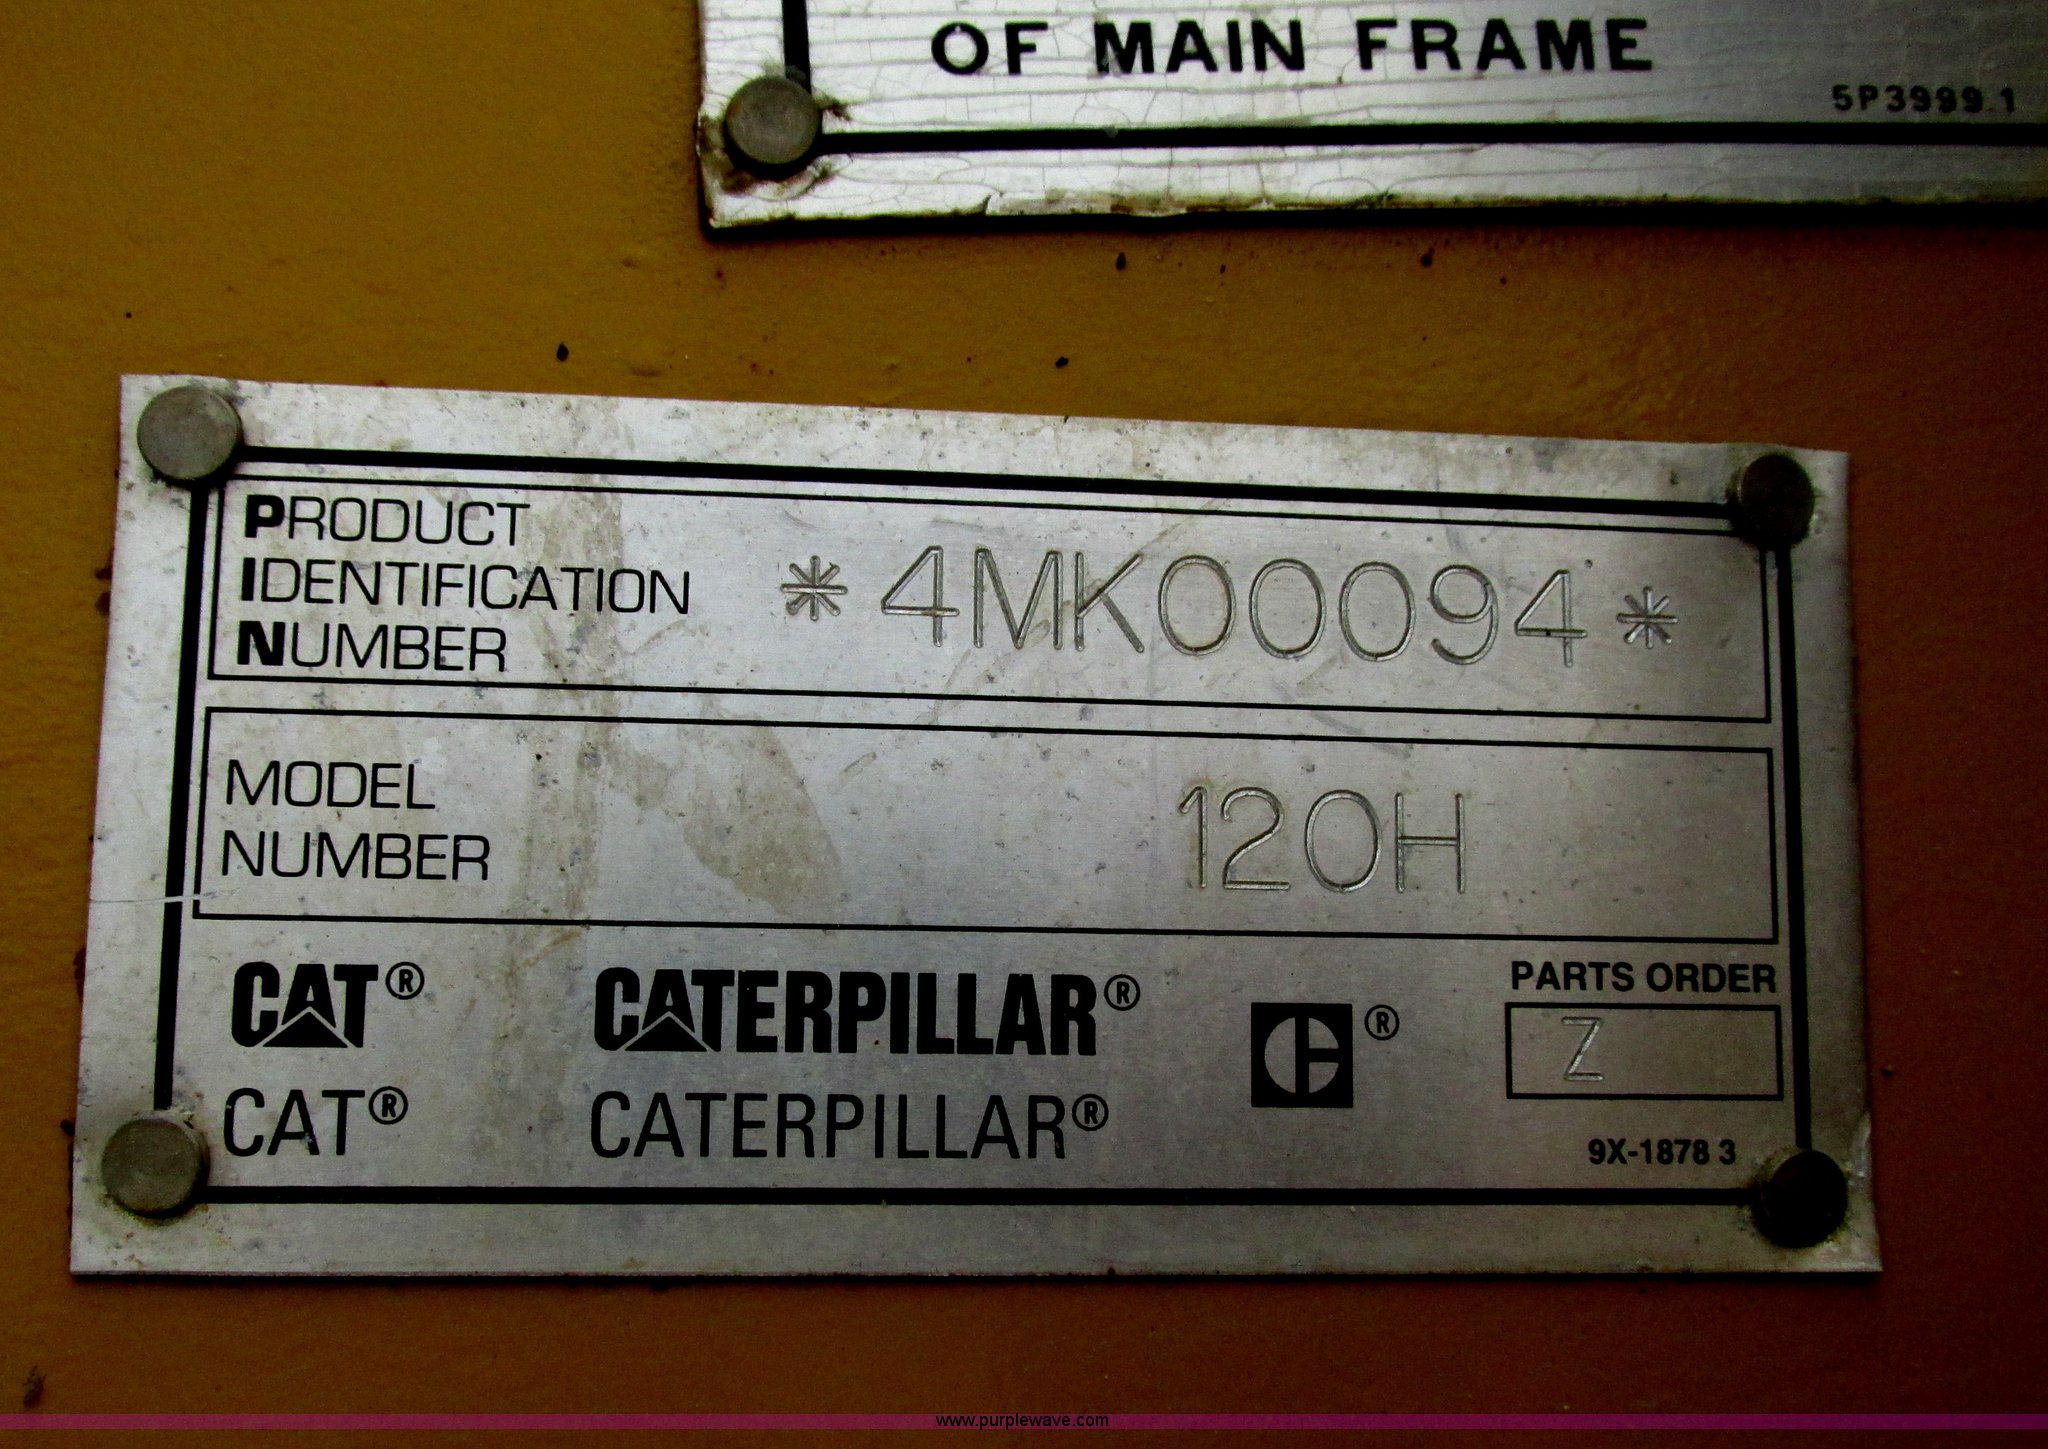 OF MAIN FRAME
5P3999.1
PRODUCT
IDENTIFICATION
NUMBER
*4MK00094*
MODEL
NUMBER
120H
CAT® CATERPILLAR® ®
CAT® CATERPILLAR®
PARTS ORDER
Z
9X-1878 3
www.purplewave.com